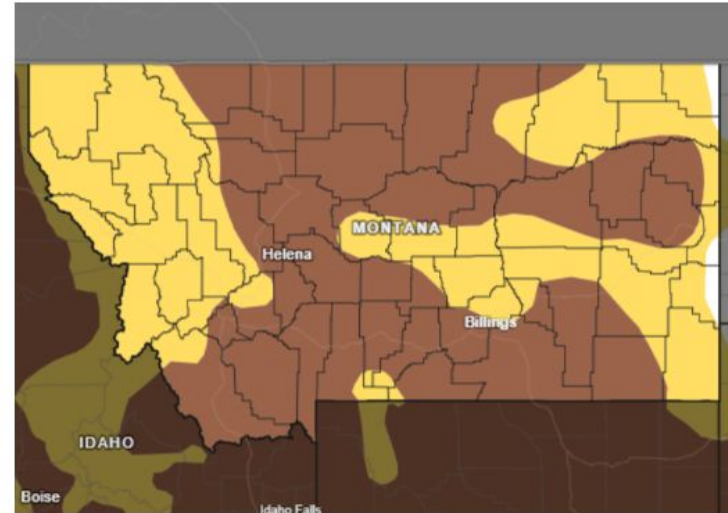 MONTANA
Helena
Billings
IDAHO
Boise
Idaho Falls